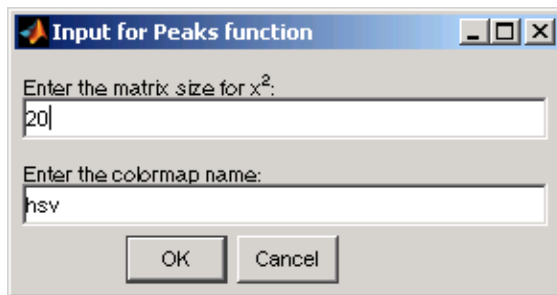 Input for Peaks function
Enter the matrix size for x²:
20
Enter the colormap name:
hsv
OK Cancel